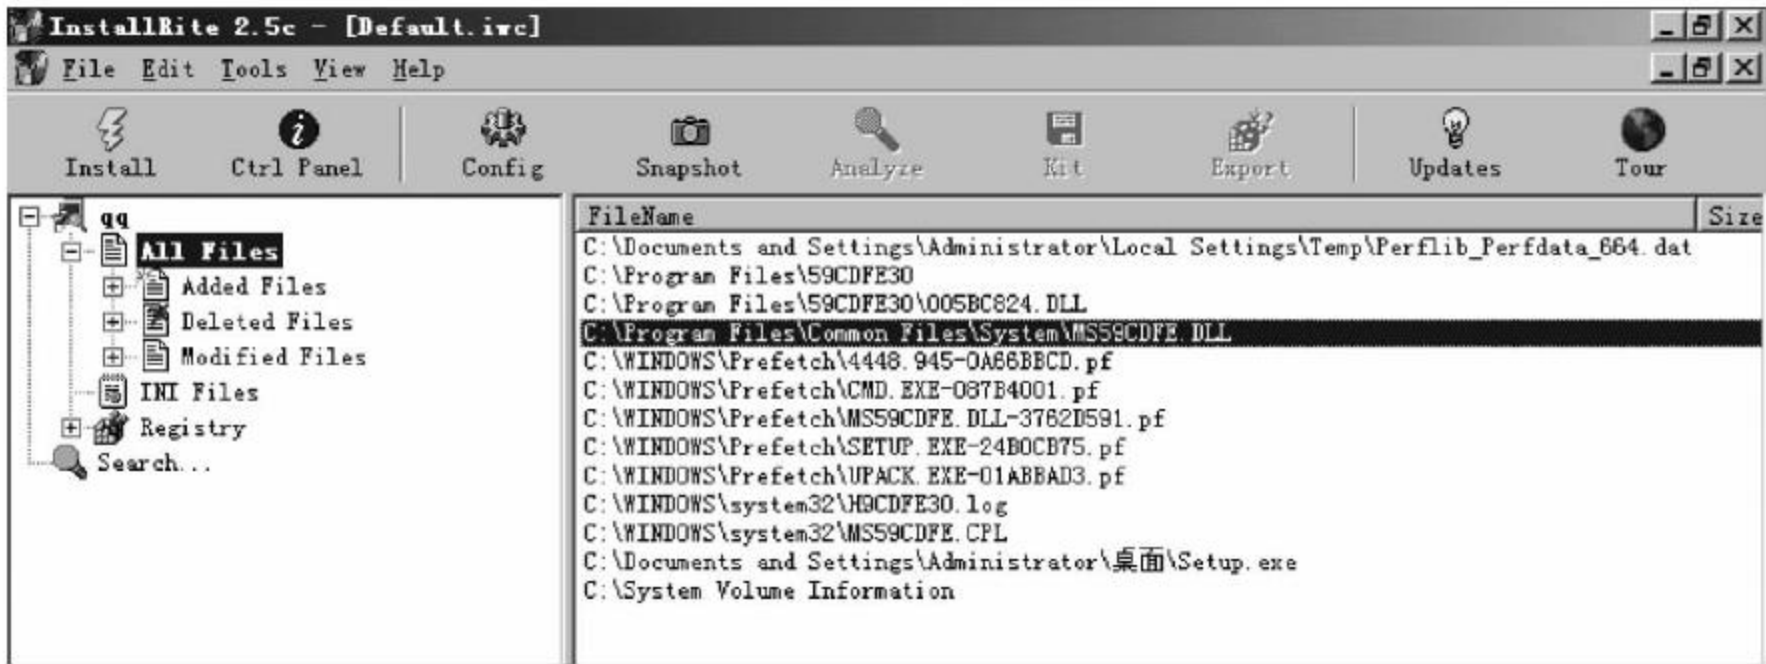 InstallRite 2.5c - [Default.iwc]
File Edit Tools View Help
Install Ctrl Panel Config Snapshot Analyze Kit Export Updates Tour
qq
All Files
Added Files
Deleted Files
Modified Files
INI Files
Registry
Search...
FileName Size
C:\Documents and Settings\Administrator\Local Settings\Temp\Perflib_Perfdata_664.dat
C:\Program Files\59CDFE30
C:\Program Files\59CDFE30\005BC824.DLL
C:\Program Files\Common Files\System\MS59CDFE.DLL
C:\WINDOWS\Prefetch\4448.945-0A66BBCD.pf
C:\WINDOWS\Prefetch\CMD.EXE-087B4001.pf
C:\WINDOWS\Prefetch\MS59CDFE.DLL-3762D591.pf
C:\WINDOWS\Prefetch\SETUP.EXE-24B0CB75.pf
C:\WINDOWS\Prefetch\UPACK.EXE-01ABBAD3.pf
C:\WINDOWS\system32\H9CDFE30.log
C:\WINDOWS\system32\MS59CDFE.CPL
C:\Documents and Settings\Administrator\桌面\Setup.exe
C:\System Volume Information